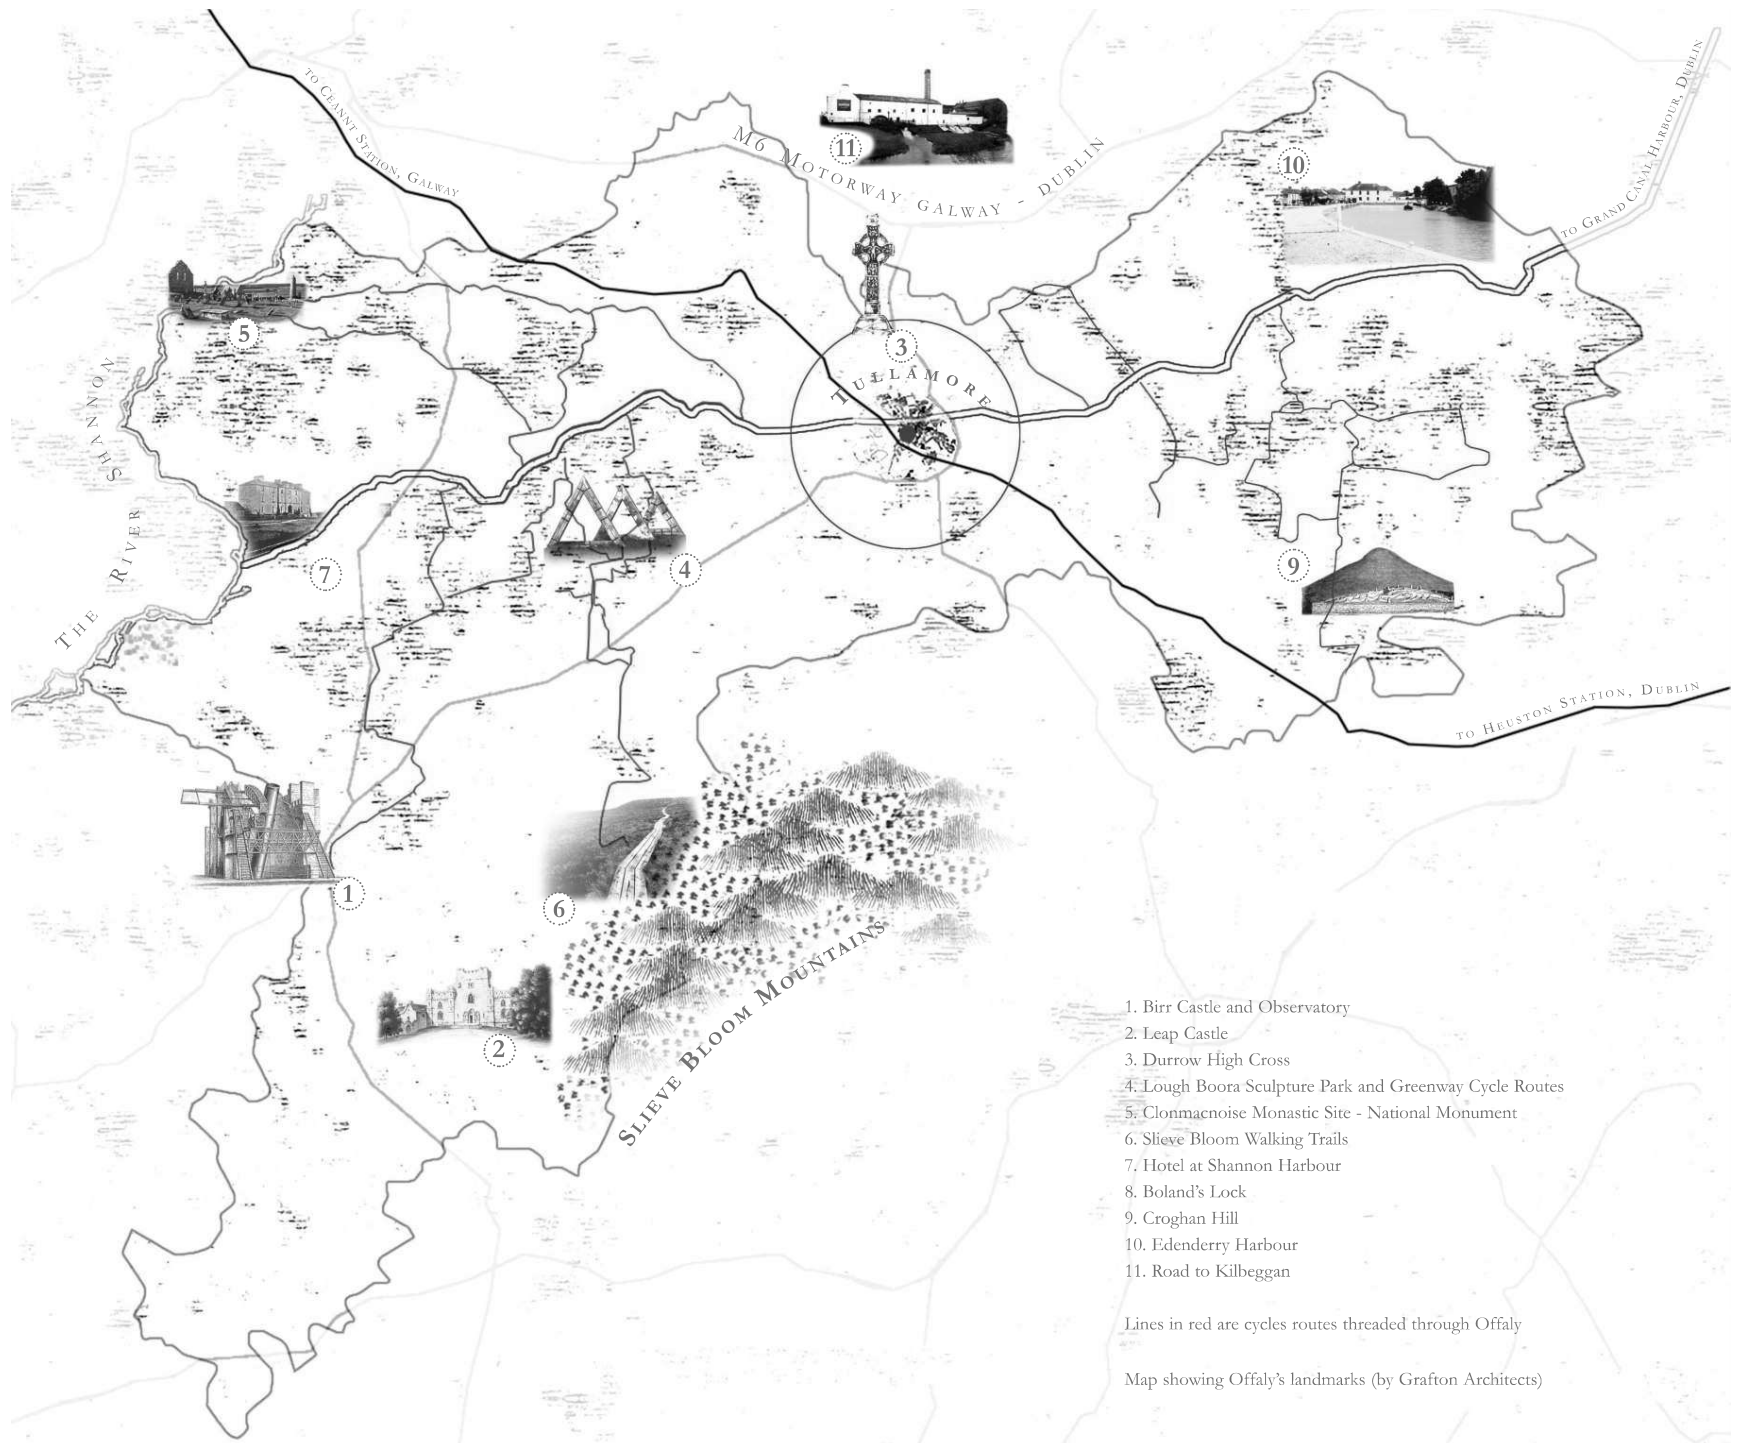 TO CEANNT STATION, GALWAY
M6 MOTORWAY GALWAY - DUBLIN
TO GRAND CANAL HARBOUR, DUBLIN
11
10
5
3
TULLAMORE
THE RIVER SHANNON
7
4
9
TO HEUSTON STATION, DUBLIN
1
6
2
SLIEVE BLOOM MOUNTAINS
1. Birr Castle and Observatory
2. Leap Castle
3. Durrow High Cross
4. Lough Boora Sculpture Park and Greenway Cycle Routes
5. Clonmacnoise Monastic Site - National Monument
6. Slieve Bloom Walking Trails
7. Hotel at Shannon Harbour
8. Boland's Lock
9. Croghan Hill
10. Edenderry Harbour
11. Road to Kilbeggan
Lines in red are cycles routes threaded through Offaly
Map showing Offaly's landmarks (by Grafton Architects)